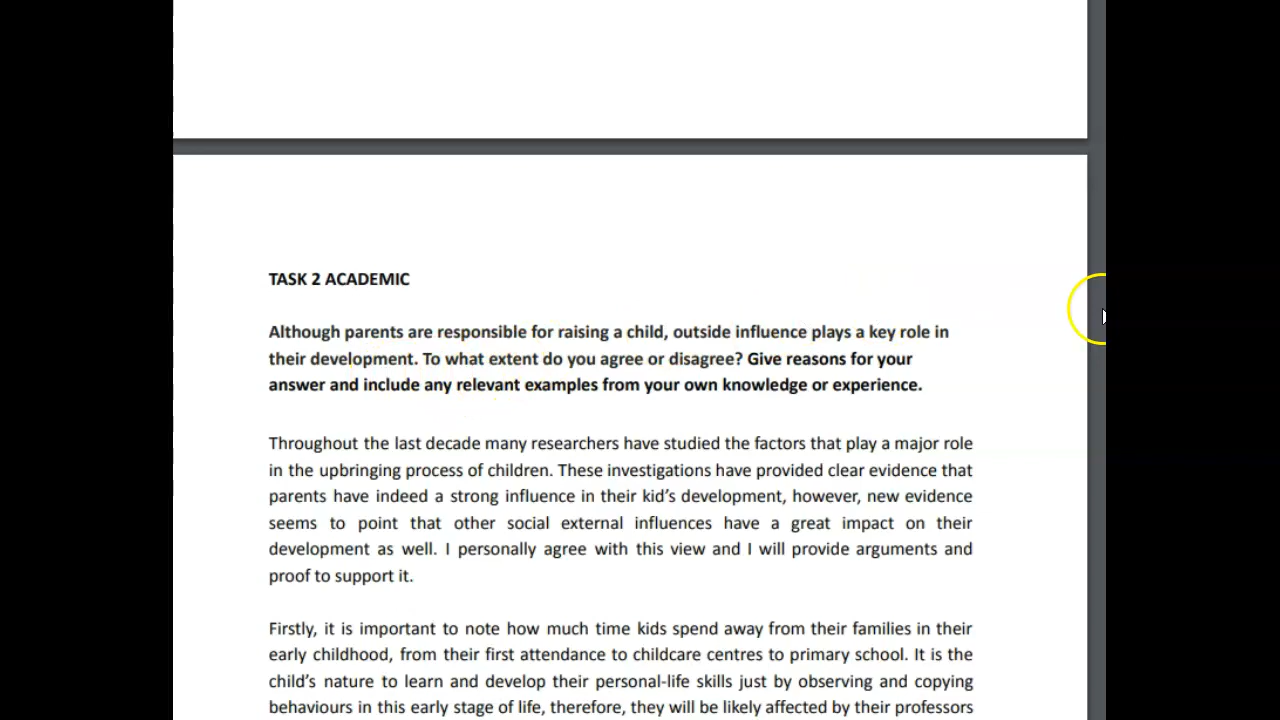 TASK 2 ACADEMIC
Although parents are responsible for raising a child, outside influence plays a key role in
their development. To what extent do you agree or disagree? Give reasons for your
answer and include any relevant examples from your own knowledge or experience.
Throughout the last decade many researchers have studied the factors that play a major role
in the upbringing process of children. These investigations have provided clear evidence that
parents have indeed a strong influence in their kid's development, however, new evidence
seems to point that other social external influences have a great impact on their
development as well. I personally agree with this view and I will provide arguments and
proof to support it.
Firstly, it is important to note how much time kids spend away from their families in their
early childhood, from their first attendance to childcare centres to primary school. It is the
child's nature to learn and develop their personal-life skills just by observing and copying
behaviours in this early stage of life, therefore, they will be likely affected by their professors